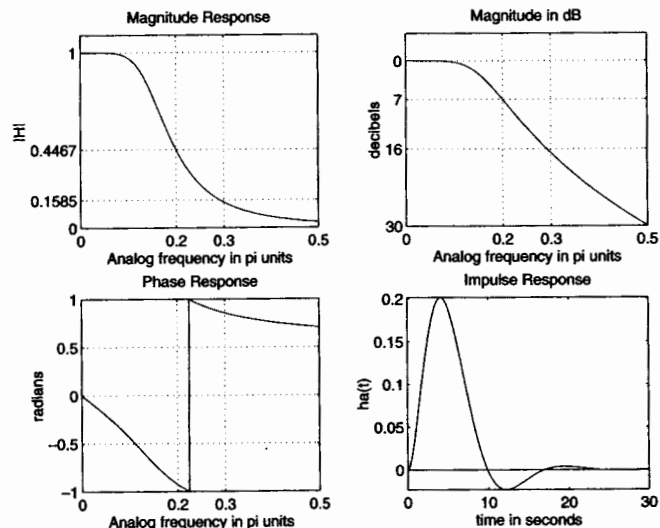 Magnitude Response
1
0.4467
0.1585
0
|H|
0
0.2
0.3
0.5
Analog frequency in pi units
Magnitude in dB
0
7
16
30
decibels
0
0.2
0.3
0.5
Analog frequency in pi units
Phase Response
1
0.5
0
-0.5
-1
radians
0
0.2
0.3
0.5
Analog frequency in pi units
Impulse Response
0.2
0.15
0.1
0.05
0
ha(t)
0
10
20
30
time in seconds